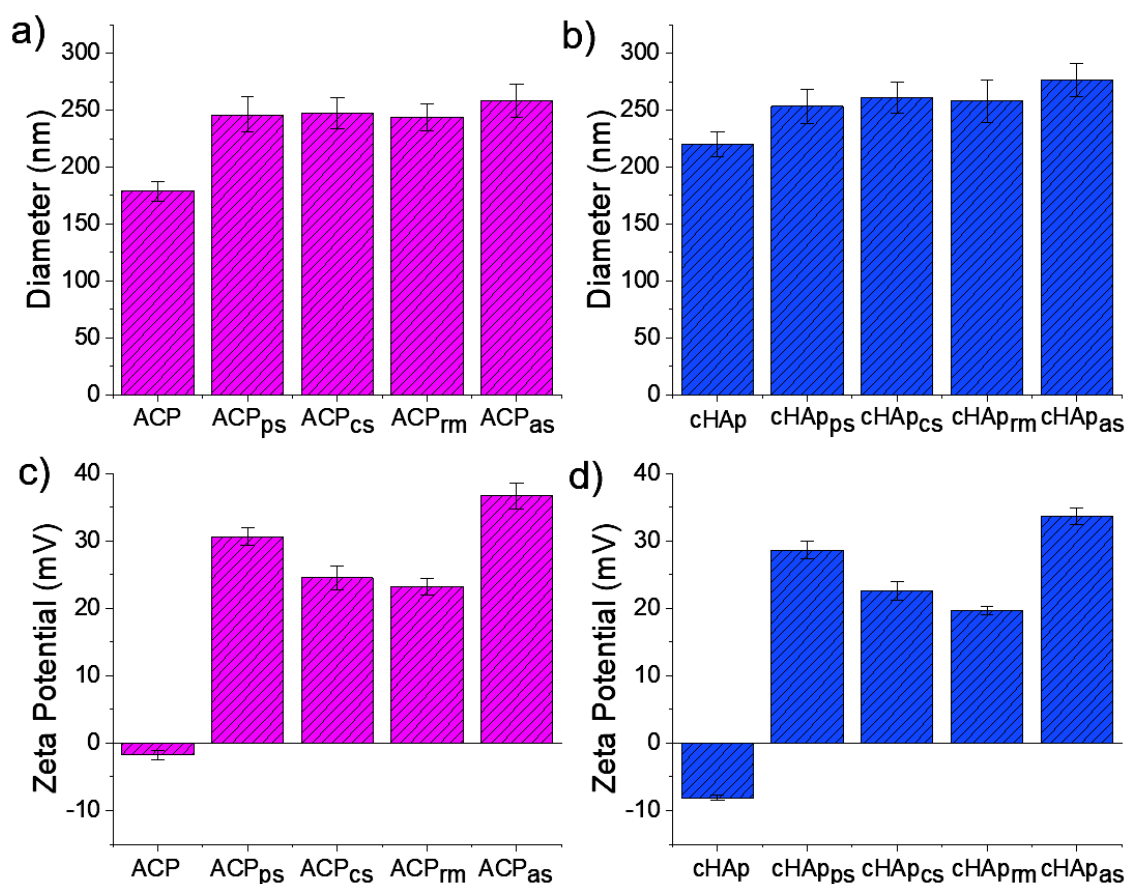 a)
300
250
200
150
100
50
0
Diameter (nm)
ACP ACPps ACPcs ACPrm ACPas
b)
300
250
200
150
100
50
0
Diameter (nm)
cHAp cHApps cHApcs cHAprm cHApas
c)
40
30
20
10
0
-10
Zeta Potential (mV)
ACP ACPps ACPcs ACPrm ACPas
d)
40
30
20
10
0
-10
Zeta Potential (mV)
cHAp cHApps cHApcs cHAprm cHApas